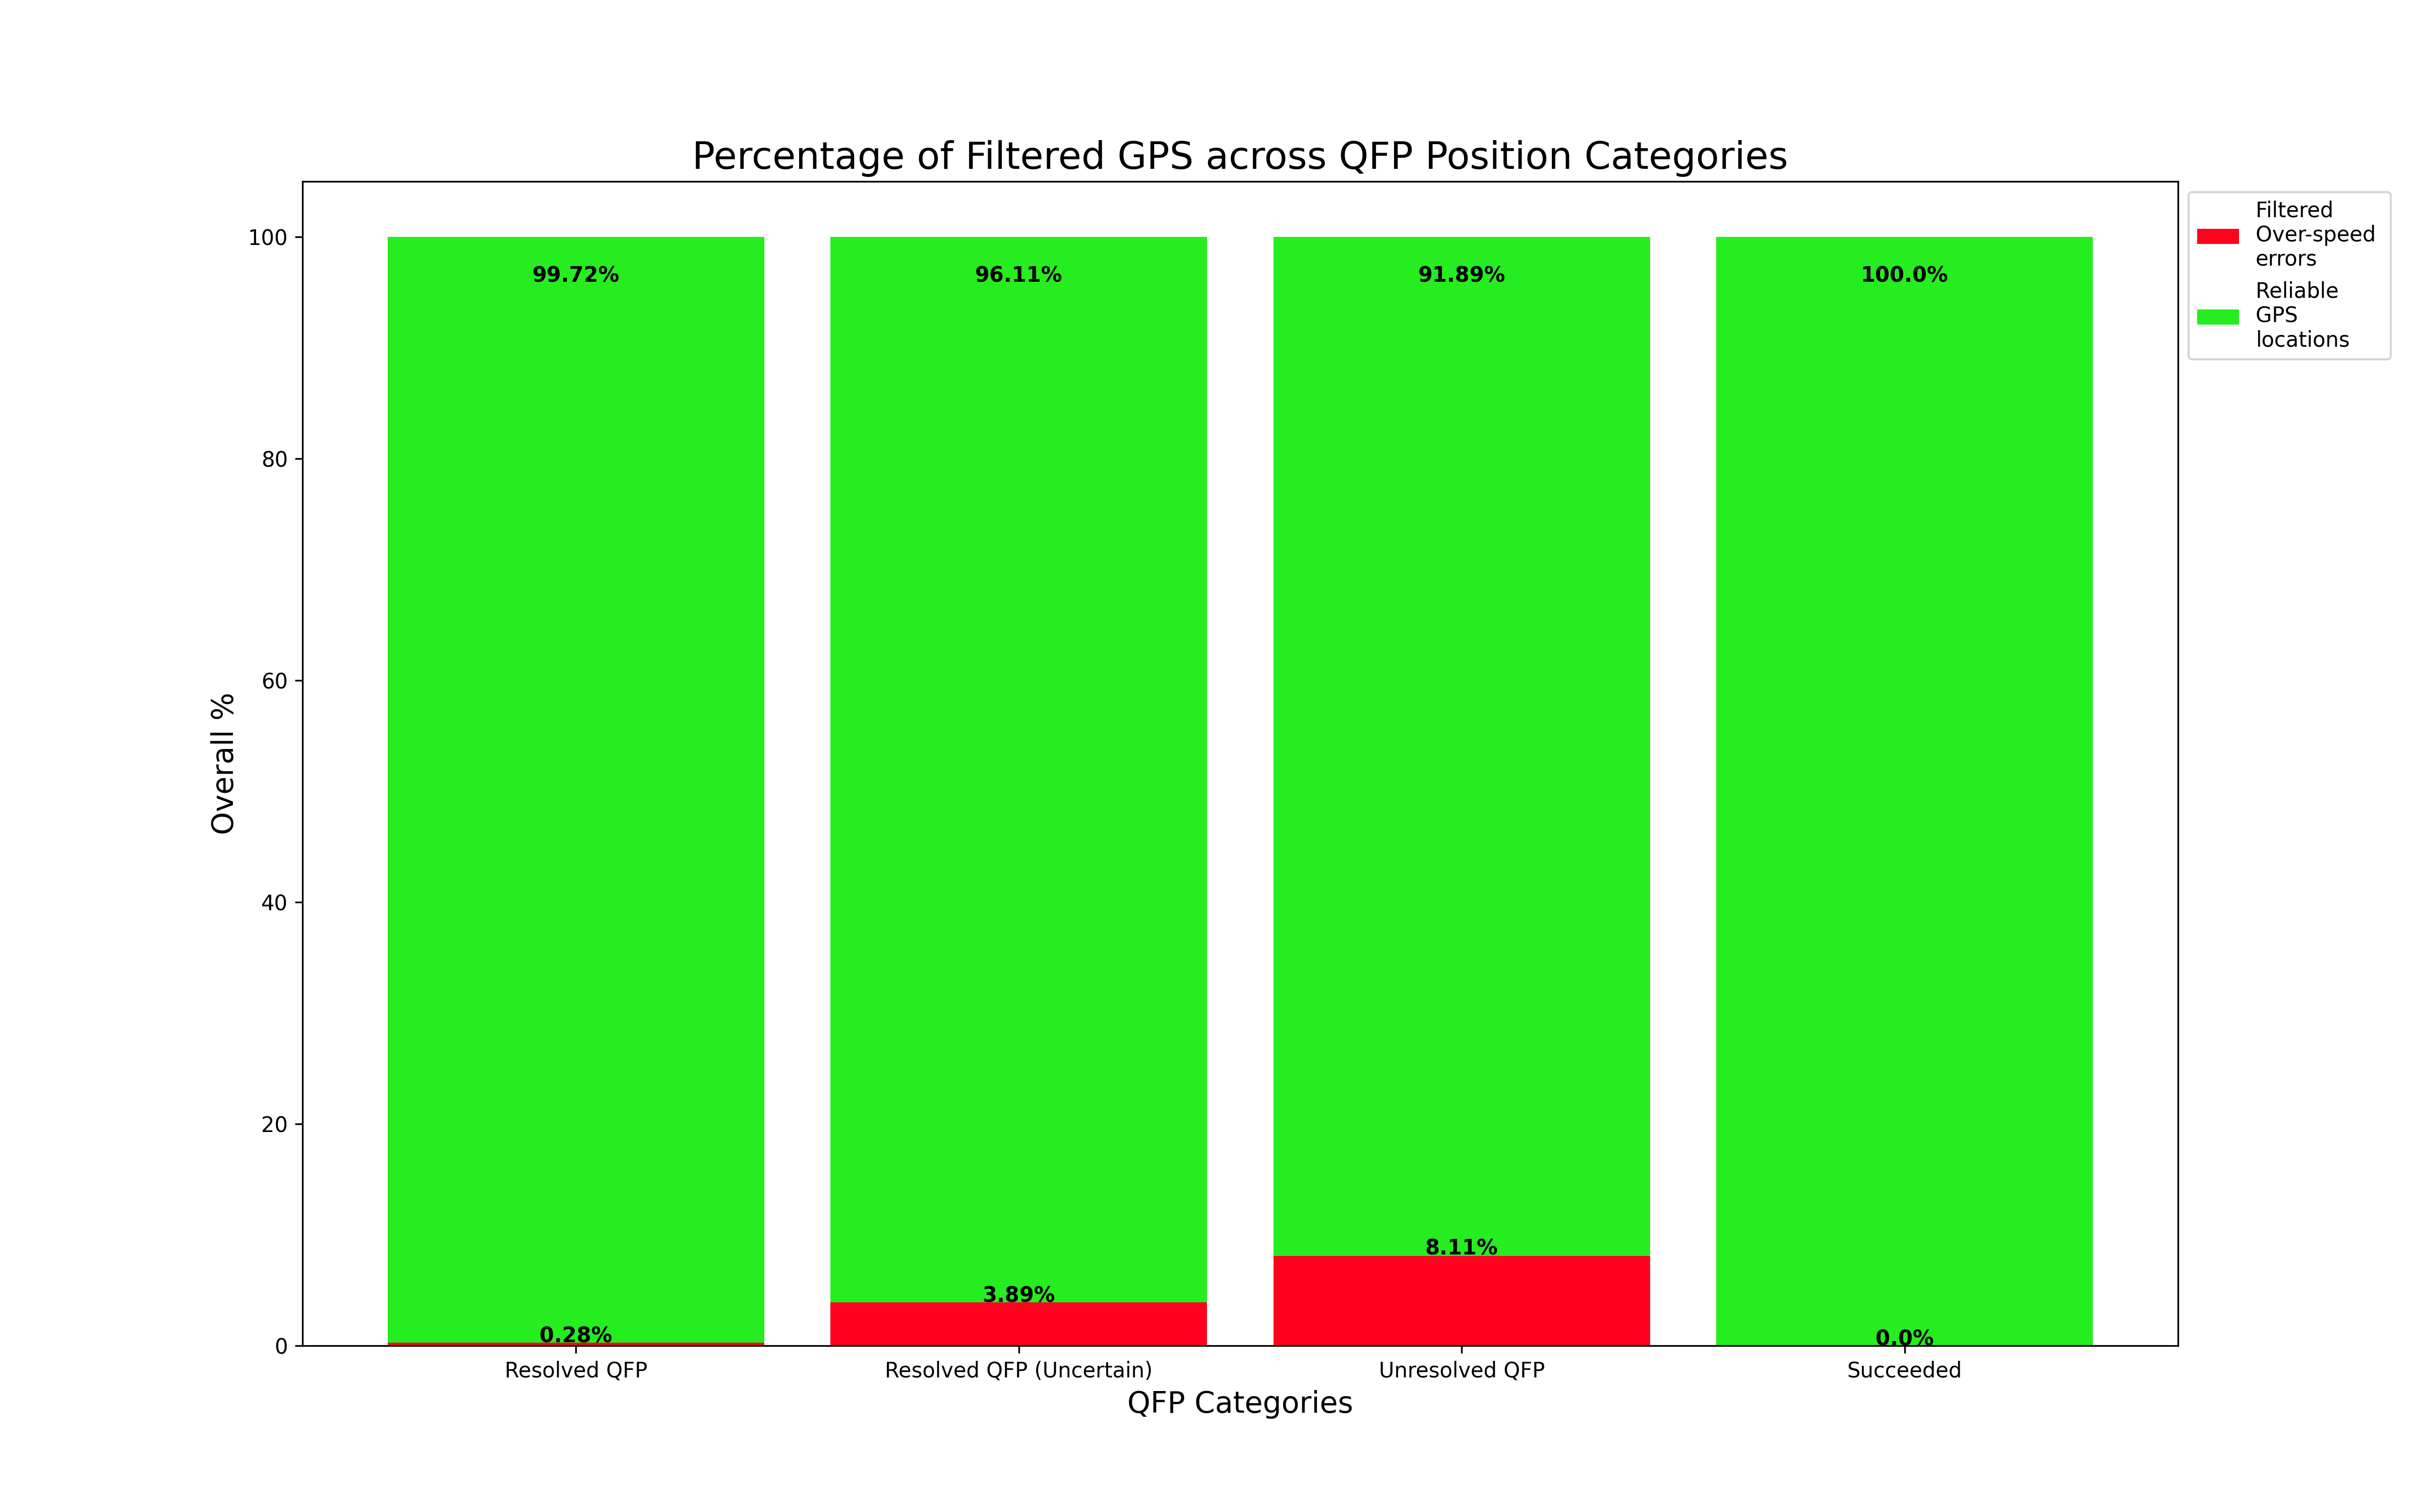 Percentage of Filtered GPS across QFP Position Categories
Filtered
Over-speed
errors
Reliable
GPS
locations
100
80
60
40
20
0
Overall %
99.72%
96.11%
91.89%
100.0%
0.28%
3.89%
8.11%
0.0%
Resolved QFP
Resolved QFP (Uncertain)
Unresolved QFP
Succeeded
QFP Categories